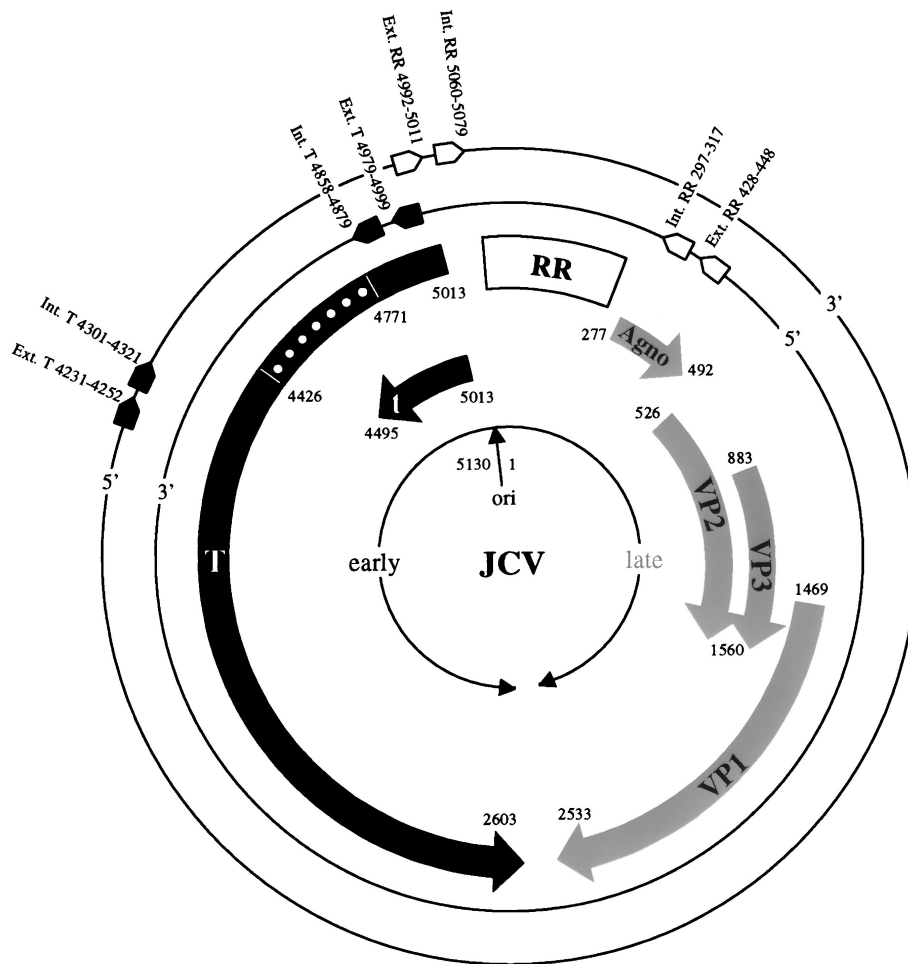 Ext. RR 4992-5011
Int. RR 5060-5079
Ext. T 4979-4999
Int. T 4858-4879
Int. RR 297-317
Ext. RR 428-448
Int. T 4301-4321
Ext. T 4231-4252
RR
5013
4771
277
Agno
492
3'
5'
4426
t
5013
4495
526
883
5130 1
ori
VP2
VP3
5'
3'
T
early
JCV
late
1469
1560
VP1
2603
2533